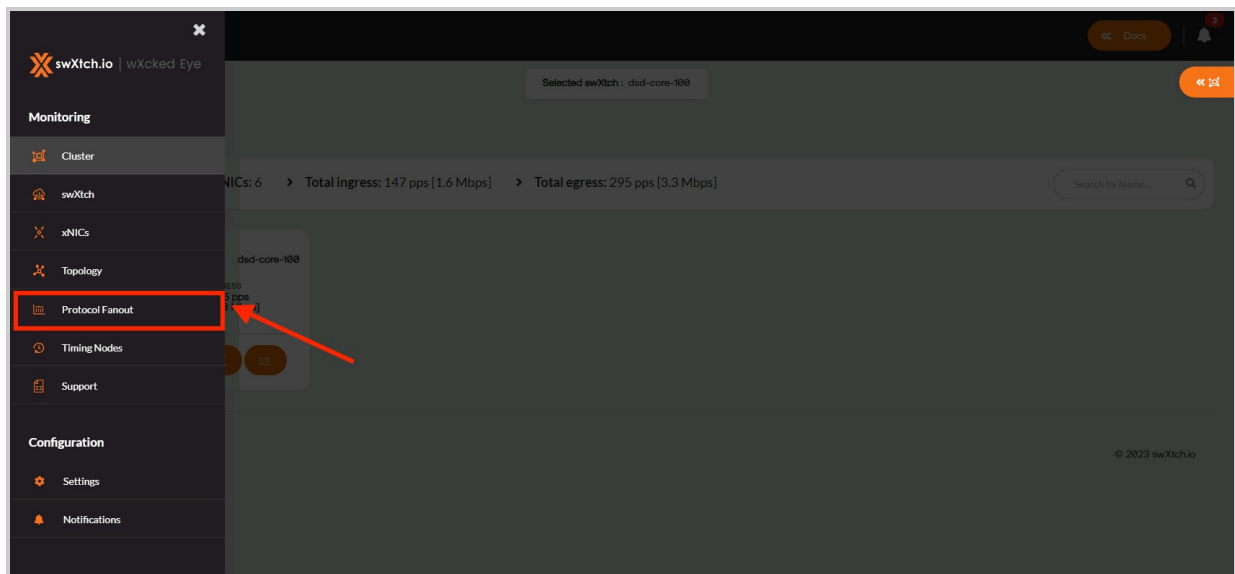 swXtch.io | wXcked Eye
Docs
3
Selected swXtch : dsd-core-100
Monitoring
Cluster
NICs: 6 > Total ingress: 147 pps [1.6 Mbps] > Total egress: 295 pps [3.3 Mbps]
Search by Name...
swXtch
xNICs
dsd-core-100
Topology
Protocol Fanout
Timing Nodes
Support
Configuration
© 2023 swXtch.io
Settings
Notifications